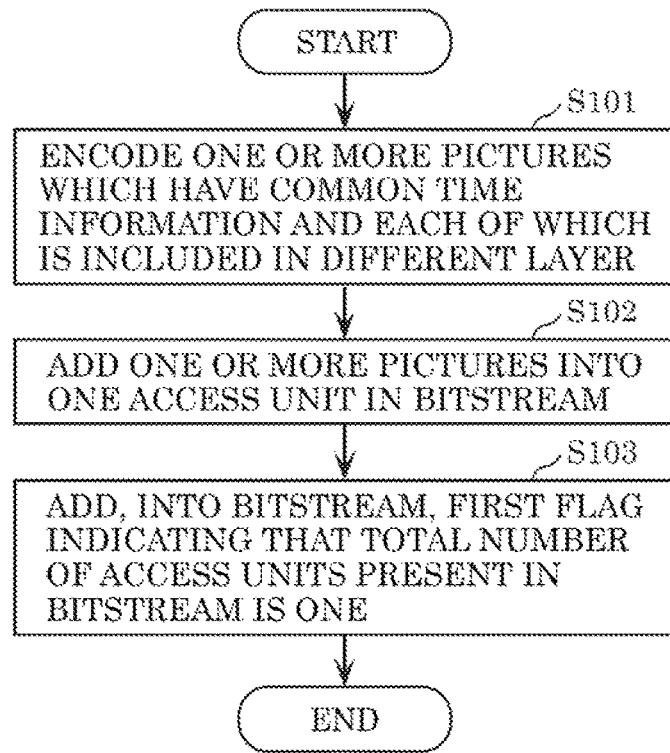 START
S101
ENCODE ONE OR MORE PICTURES
WHICH HAVE COMMON TIME
INFORMATION AND EACH OF WHICH
IS INCLUDED IN DIFFERENT LAYER
S102
ADD ONE OR MORE PICTURES INTO
ONE ACCESS UNIT IN BITSTREAM
S103
ADD, INTO BITSTREAM, FIRST FLAG
INDICATING THAT TOTAL NUMBER
OF ACCESS UNITS PRESENT IN
BITSTREAM IS ONE
END